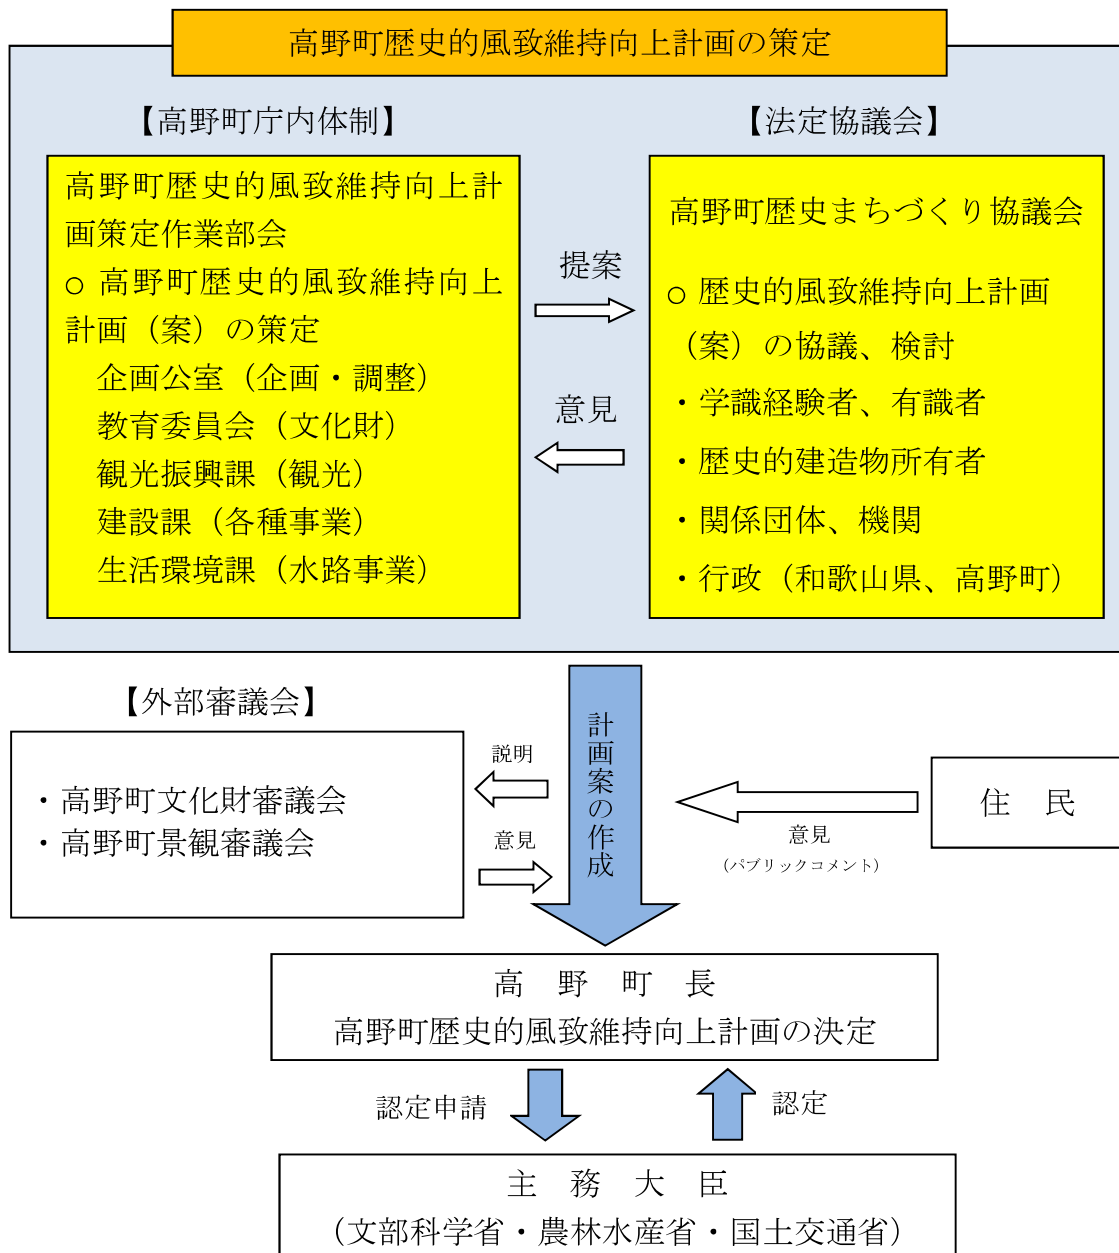 高野町歴史的風致維持向上計画の策定
【高野町庁内体制】
高野町歴史的風致維持向上計
画策定作業部会
○ 高野町歴史的風致維持向上
計画（案）の策定
企画公室（企画・調整）
教育委員会（文化財）
観光振興課（観光）
建設課（各種事業）
生活環境課（水路事業）
提案
意見
【法定協議会】
高野町歴史まちづくり協議会
○ 歴史的風致維持向上計画
（案）の協議、検討
・学識経験者、有識者
・歴史的建造物所有者
・関係団体、機関
・行政（和歌山県、高野町）
【外部審議会】
・高野町文化財審議会
・高野町景観審議会
説明
意見
計画案の作成
意見
（パブリックコメント）
住　民
高　野　町　長
高野町歴史的風致維持向上計画の決定
認定申請
認定
主　務　大　臣
（文部科学省・農林水産省・国土交通省）